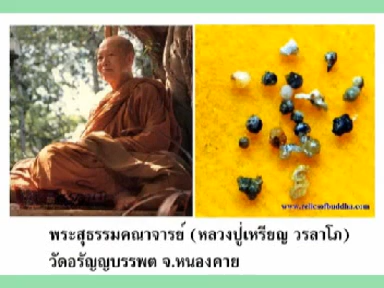 www.relicsofbuddha.com
พระสุธรรมคณาจารย์ (หลวงปู่เหรียญ วรลาโภ)
วัดอรัญญบรรพต จ.หนองคาย